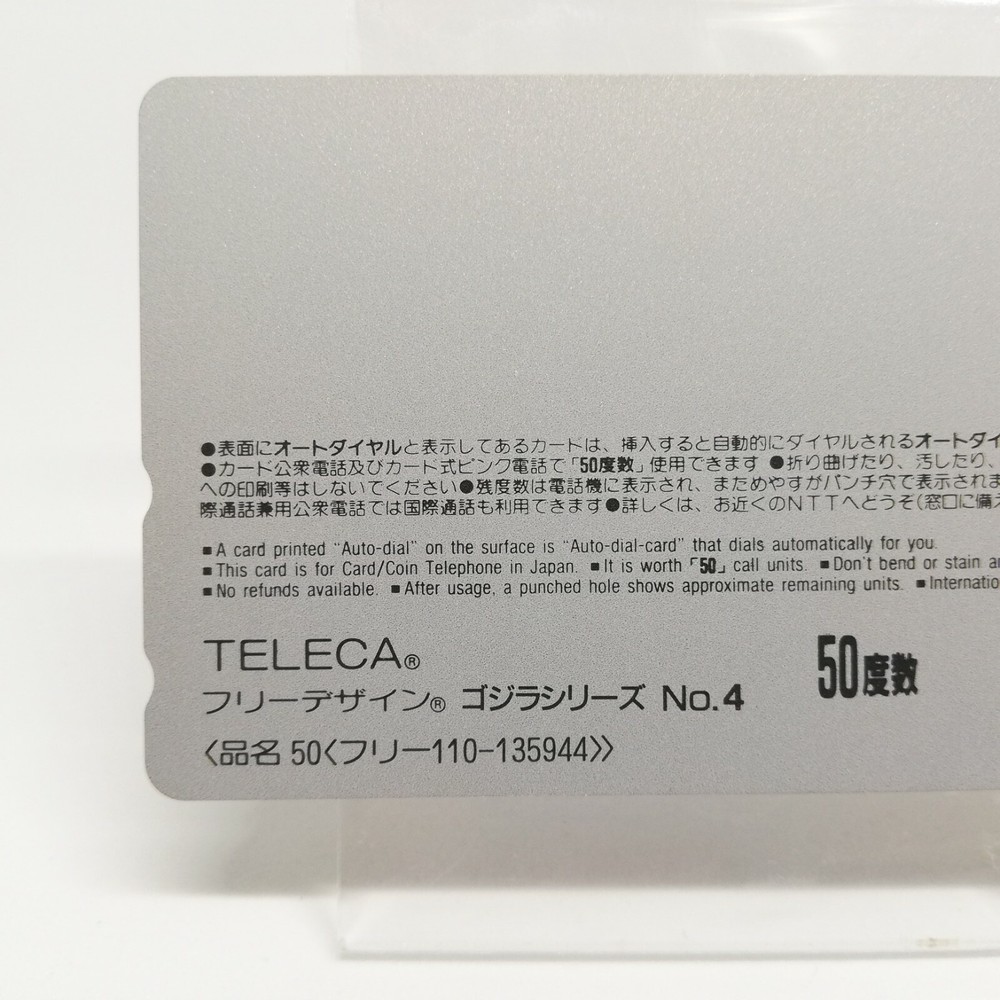 ●表面にオートダイヤルと表示してあるカードは、挿入すると自動的にダイヤルされるオートダイ
●カード公衆電話及びカード式ピンク電話で「50度数」使用できます ●折り曲げたり、汚したり、
への印刷等はしないでください●残度数は電話機に表示され、まためやすがパンチ穴で表示されま
際通話兼用公衆電話では国際通話も利用できます●詳しくは、お近くのNTTへどうぞ(窓口に備え
■A card printed “Auto-dial” on the surface is “Auto-dial-card” that dials automatically for you.
■This card is for Card/Coin Telephone in Japan. ■It is worth「50」call units. ■Don't bend or stain an
■No refunds available. ■After usage, a punched hole shows approximate remaining units. ■Internatio
TELECA®
50度数
フリーデザイン® ゴジラシリーズ No.4
〈品名 50〈フリー110-135944〉〉